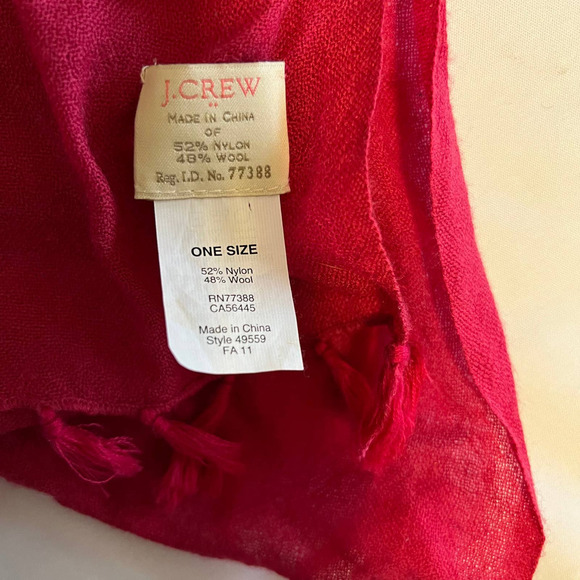 J.CREW
MADE IN CHINA
OF
52% NYLON
48% WOOL
Reg. I.D. No. 77388
ONE SIZE
52% Nylon
48% Wool
RN77388
CA56445
Made in China
Style 49559
FA 11